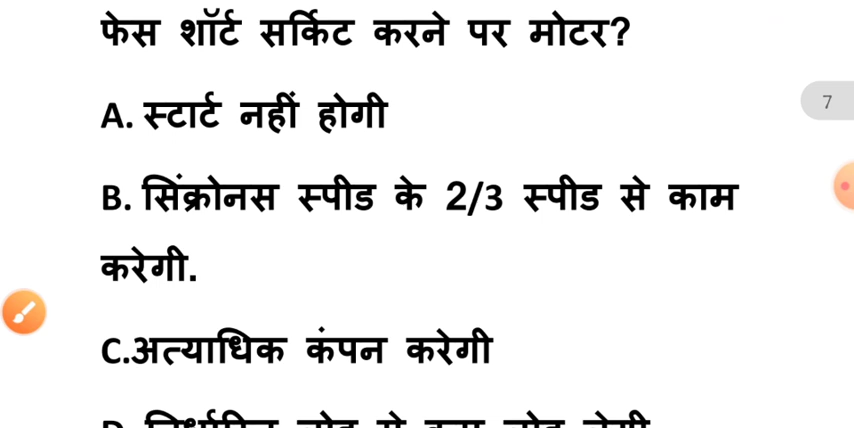 फेस शॉर्ट सर्किट करने पर मोटर?
A. स्टार्ट नहीं होगी
7
B. सिंक्रोनस स्पीड के 2/3 स्पीड से काम
करेगी.
C.अत्याधिक कंपन करेगी